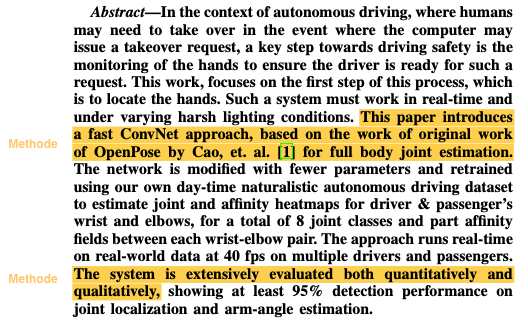 Abstract—In the context of autonomous driving, where humans
may need to take over in the event where the computer may
issue a takeover request, a key step towards driving safety is the
monitoring of the hands to ensure the driver is ready for such a
request. This work, focuses on the first step of this process, which
is to locate the hands. Such a system must work in real-time and
under varying harsh lighting conditions. This paper introduces
a fast ConvNet approach, based on the work of original work
Methode
of OpenPose by Cao, et. al. [1] for full body joint estimation.
The network is modified with fewer parameters and retrained
using our own day-time naturalistic autonomous driving dataset
to estimate joint and affinity heatmaps for driver & passenger's
wrist and elbows, for a total of 8 joint classes and part affinity
fields between each wrist-elbow pair. The approach runs real-time
on real-world data at 40 fps on multiple drivers and passengers.
Methode
The system is extensively evaluated both quantitatively and
qualitatively, showing at least 95% detection performance on
joint localization and arm-angle estimation.